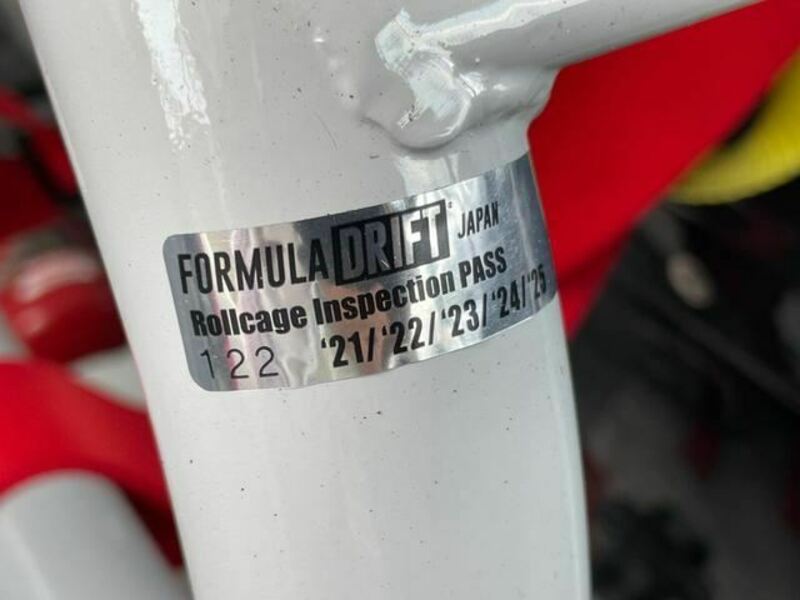 FORMULA DRIFT JAPAN
Rollcage Inspection PASS
122 '21/'22/'23/'24/'25